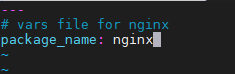 ---
# vars file for nginx
package_name: nginx
~
~